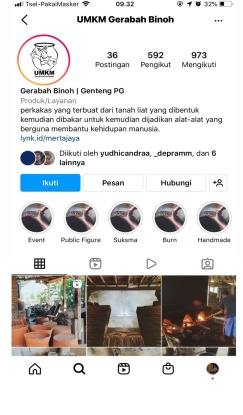 Tsel-PakaiMasker
09.32
32%
UMKM Gerabah Binoh
UMKM
36
592
973
Postingan
Pengikut
Mengikuti
Gerabah Binoh | Genteng PG
Produk/Layanan
perkakas yang terbuat dari tanah liat yang dibentuk
kemudian dibakar untuk kemudian dijadikan alat-alat yang
berguna membantu kehidupan manusia.
lynk.id/mertajaya
Diikuti oleh yudhicandraa, _depramm, dan 6
lainnya
Ikuti
Pesan
Hubungi
Event
Public Figure
Suksma
Burn
Handmade